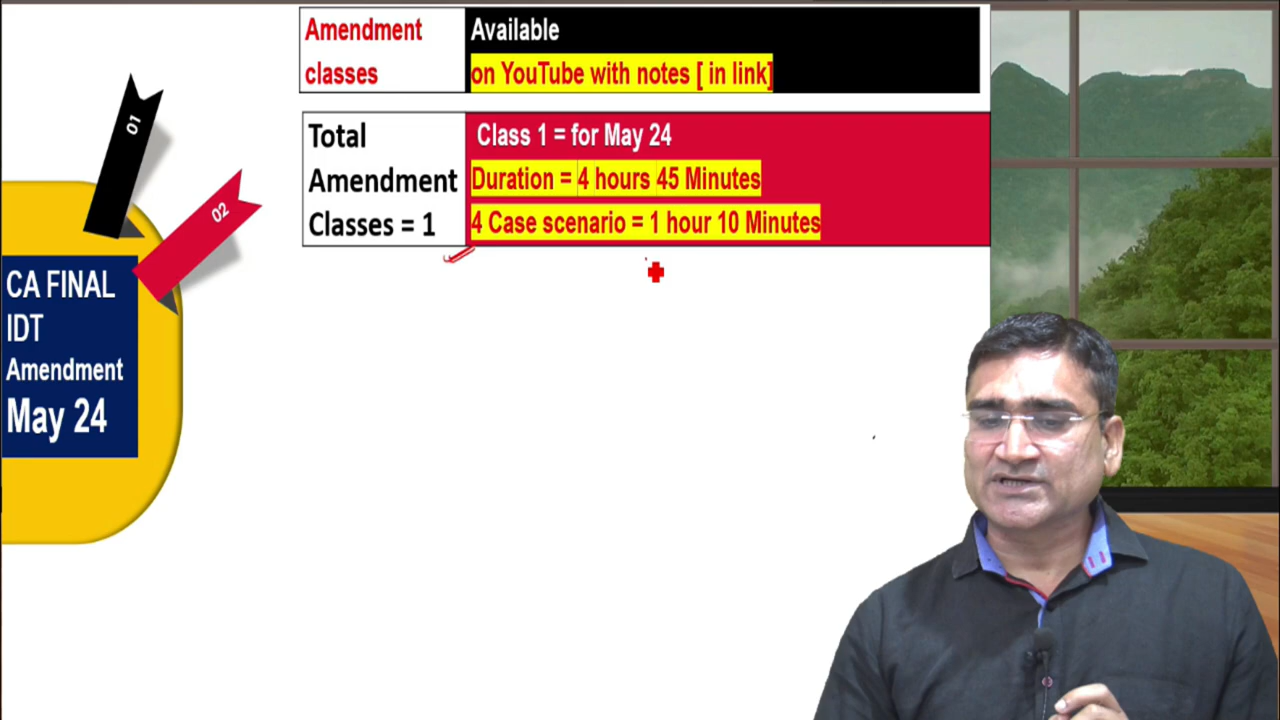 Amendment
classes
Available
on YouTube with notes [ in link]
Total
Amendment
Classes = 1
Class 1 = for May 24
Duration = 4 hours 45 Minutes
4 Case scenario = 1 hour 10 Minutes
01
02
CA FINAL
IDT
Amendment
May 24